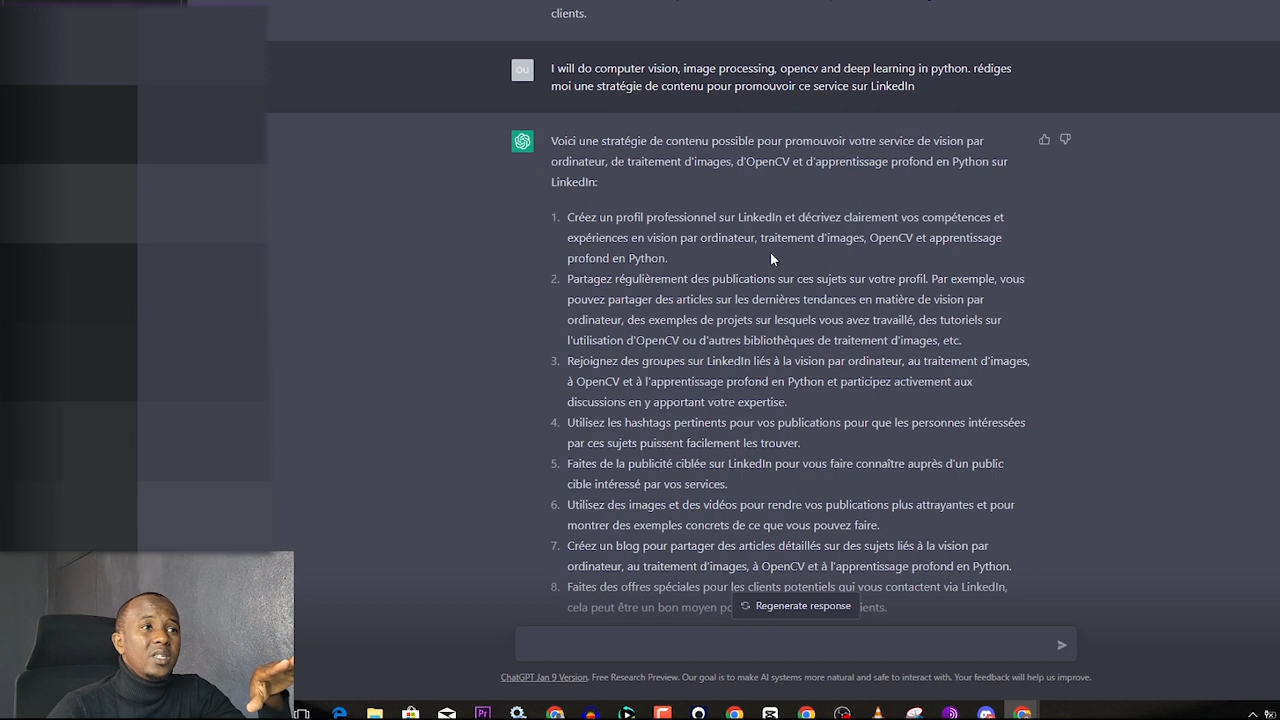 clients.
OU
I will do computer vision, image processing, opencv and deep learning in python. rédiges
moi une stratégie de contenu pour promouvoir ce service sur LinkedIn
Voici une stratégie de contenu possible pour promouvoir votre service de vision par
ordinateur, de traitement d'images, d'OpenCV et d'apprentissage profond en Python sur
LinkedIn:
1. Créez un profil professionnel sur LinkedIn et décrivez clairement vos compétences et
expériences en vision par ordinateur, traitement d'images, OpenCV et apprentissage
profond en Python.
2. Partagez régulièrement des publications sur ces sujets sur votre profil. Par exemple, vous
pouvez partager des articles sur les dernières tendances en matière de vision par
ordinateur, des exemples de projets sur lesquels vous avez travaillé, des tutoriels sur
l'utilisation d'OpenCV ou d'autres bibliothèques de traitement d'images, etc.
3. Rejoignez des groupes sur LinkedIn liés à la vision par ordinateur, au traitement d'images,
à OpenCV et à l'apprentissage profond en Python et participez activement aux
discussions en y apportant votre expertise.
4. Utilisez les hashtags pertinents pour vos publications pour que les personnes intéressées
par ces sujets puissent facilement les trouver.
5. Faites de la publicité ciblée sur LinkedIn pour vous faire connaître auprès d'un public
cible intéressé par vos services.
6. Utilisez des images et des vidéos pour rendre vos publications plus attrayantes et pour
montrer des exemples concrets de ce que vous pouvez faire.
7. Créez un blog pour partager des articles détaillés sur des sujets liés à la vision par
ordinateur, au traitement d'images, à OpenCV et à l'apprentissage profond en Python.
8. Faites des offres spéciales pour les clients potentiels qui vous contactent via LinkedIn,
cela peut être un bon moyen
Regenerate response
ChatGPT Jan 9 Version. Free Research Preview. Our goal is to make AI systems more natural and safe to interact with. Your feedback will help us improve.
Pr